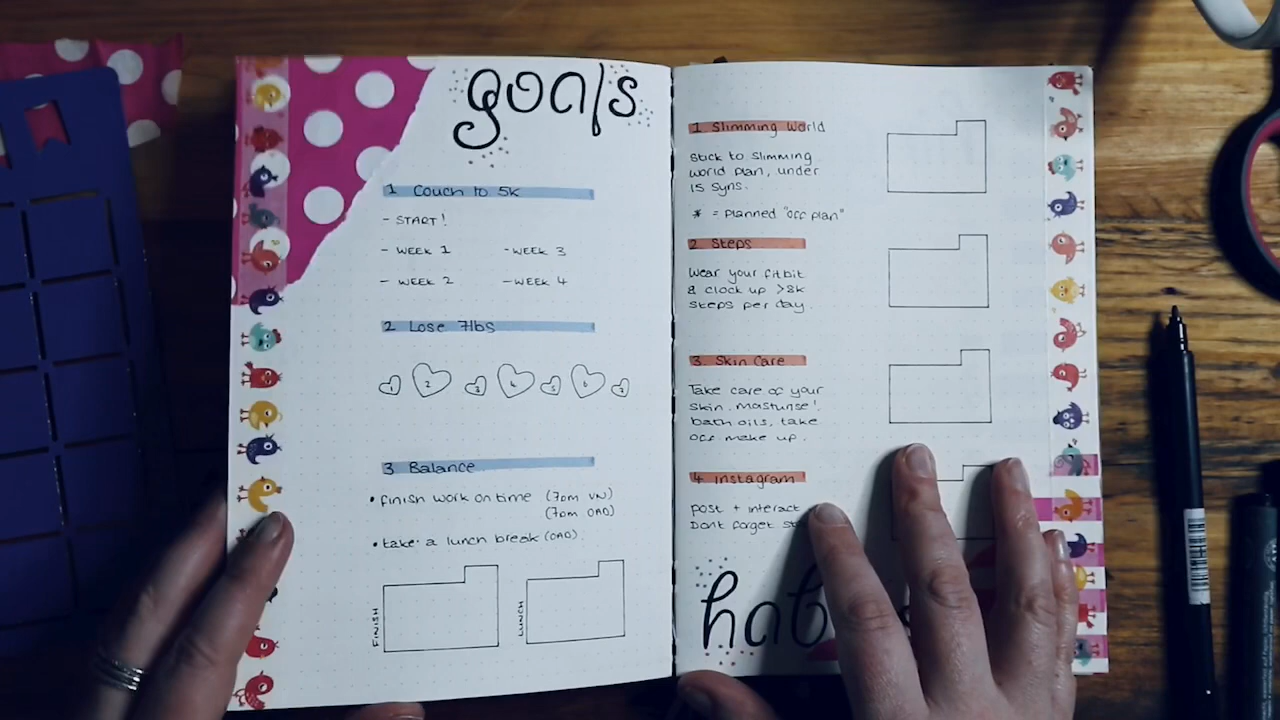 goals
1 Couch to 5k
- START!
- WEEK 1 - WEEK 3
- WEEK 2 - WEEK 4
2 Lose 7lbs
2 3 4 5 6 7
3 Balance
• finish work on time (7pm VN)
(7pm OAD)
• take a lunch break (OAD)
FINISH
LUNCH
1 Slimming World
Stick to Slimming
world plan, under
15 syns.
* = Planned "off plan"
2 Steps
Wear your fitbit
& clock up >8k
steps per day.
3 Skin Care
Take care of your
skin. Mosturise!,
bath oils, take
off make up.
4 Instagram
post + interact
Dont forget
hab